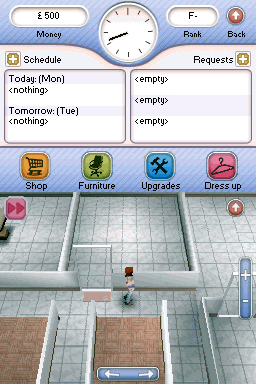 £ 500
F-
Money
Rank
Back
Schedule
Requests
Today: (Mon)
<nothing>
Tomorrow: (Tue)
<nothing>
<empty>
<empty>
<empty>
Shop
Furniture
Upgrades
Dress up